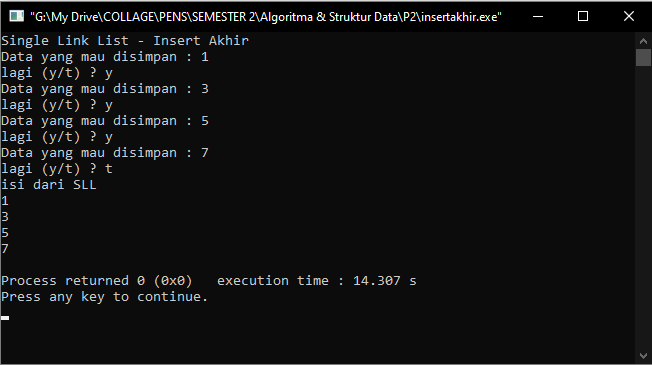 "G:\My Drive\COLLAGE\PENS\SEMESTER 2\Algoritma & Struktur Data\P2\insertakhir.exe"
Single Link List - Insert Akhir
Data yang mau disimpan : 1
lagi (y/t) ? y
Data yang mau disimpan : 3
lagi (y/t) ? y
Data yang mau disimpan : 5
lagi (y/t) ? y
Data yang mau disimpan : 7
lagi (y/t) ? t
isi dari SLL
1
3
5
7
Process returned 0 (0x0)   execution time : 14.307 s
Press any key to continue.